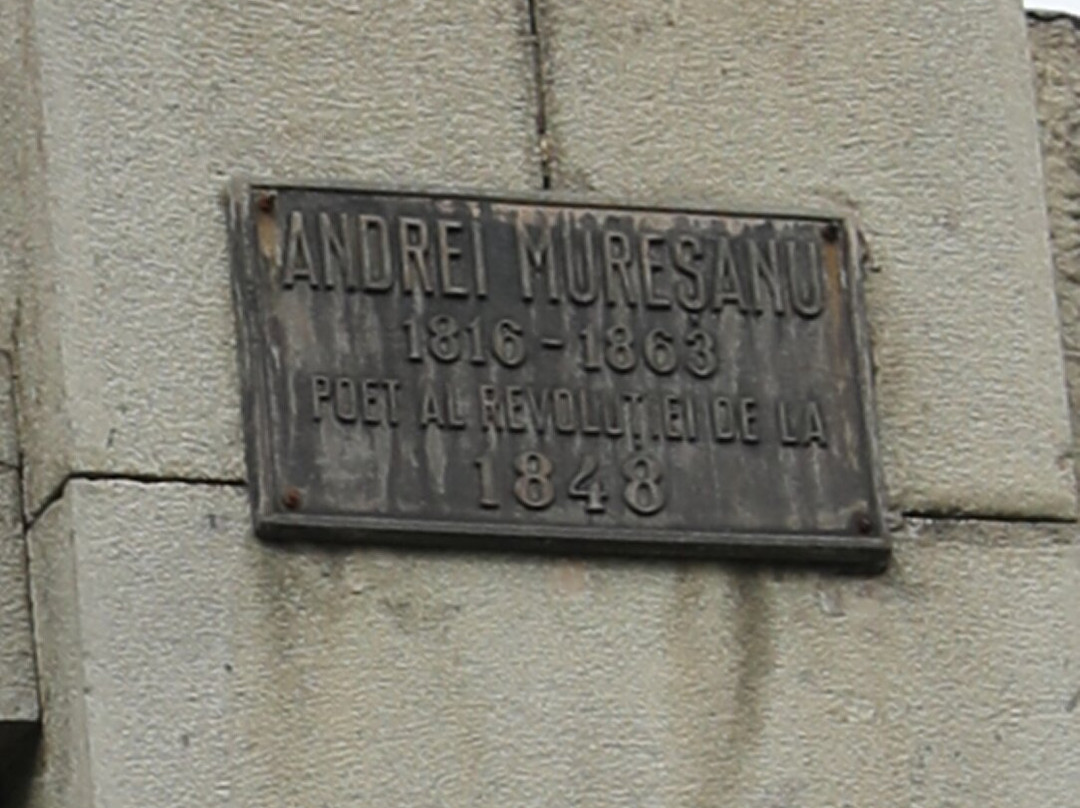 ANDREI MUREȘANU
1816 - 1863
POET AL REVOLUȚIEI DE LA
1848